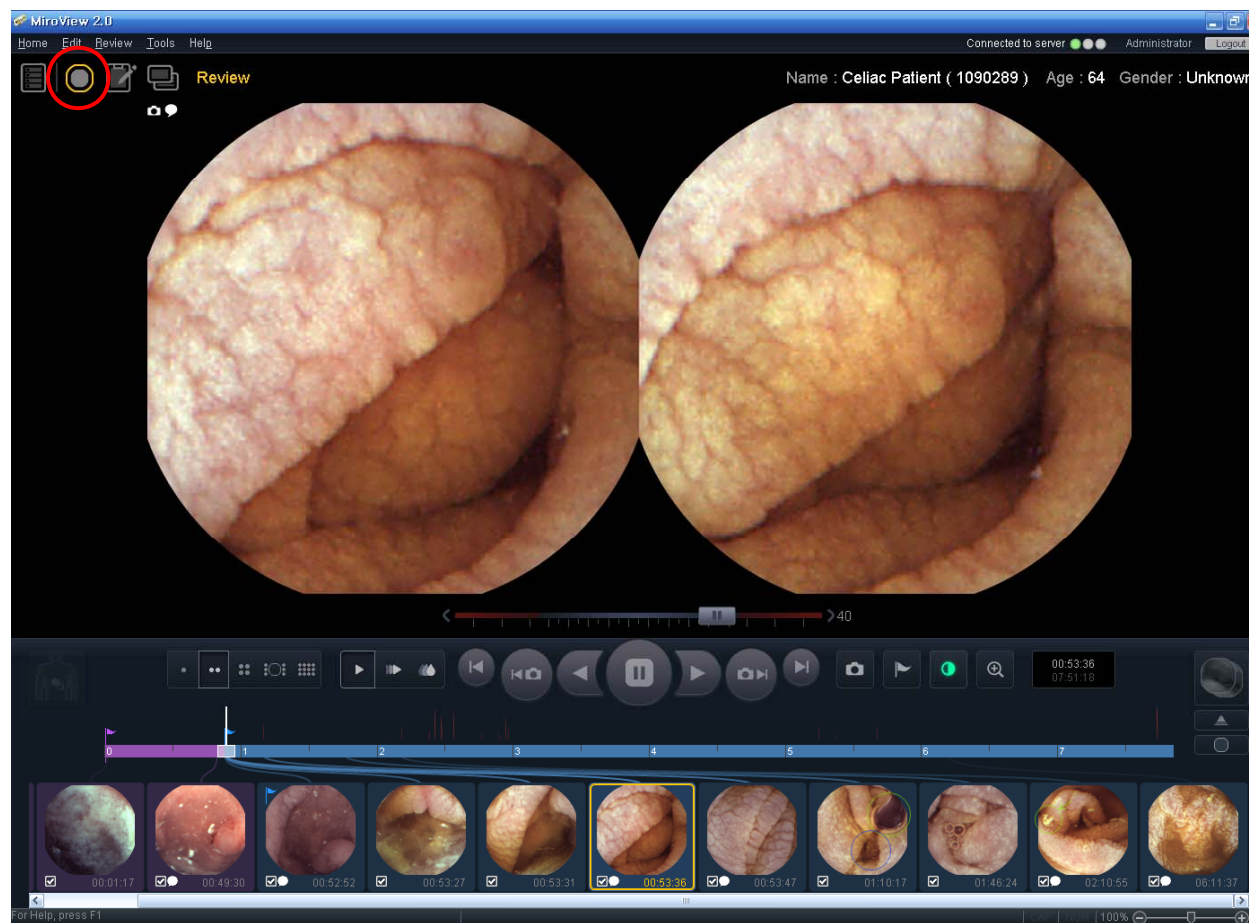 MiroView 2.0
Home Edit Review Tools Help
Connected to server Administrator Logout
Review
Name : Celiac Patient ( 1090289 ) Age : 64 Gender : Unknown
40
00:53:36
07:51:18
0 1 2 3 4 5 6 7
00:01:17 00:49:30 00:52:52 00:53:27 00:53:31 00:53:36 00:53:47 01:10:17 01:46:24 02:10:55 06:11:37
For Help, press F1
CAP NUM 100%